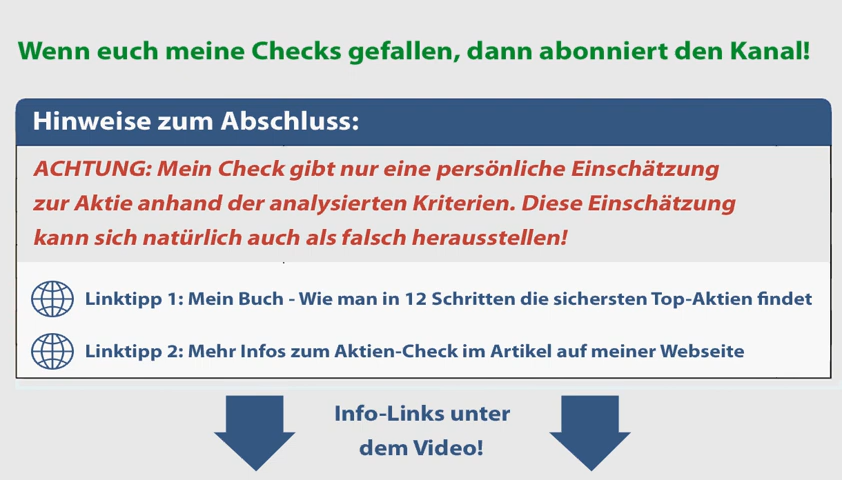 Wenn euch meine Checks gefallen, dann abonniert den Kanal!
Hinweise zum Abschluss:
ACHTUNG: Mein Check gibt nur eine persönliche Einschätzung
zur Aktie anhand der analysierten Kriterien. Diese Einschätzung
kann sich natürlich auch als falsch herausstellen!
Linktipp 1: Mein Buch - Wie man in 12 Schritten die sichersten Top-Aktien findet
Linktipp 2: Mehr Infos zum Aktien-Check im Artikel auf meiner Webseite
Info-Links unter
dem Video!